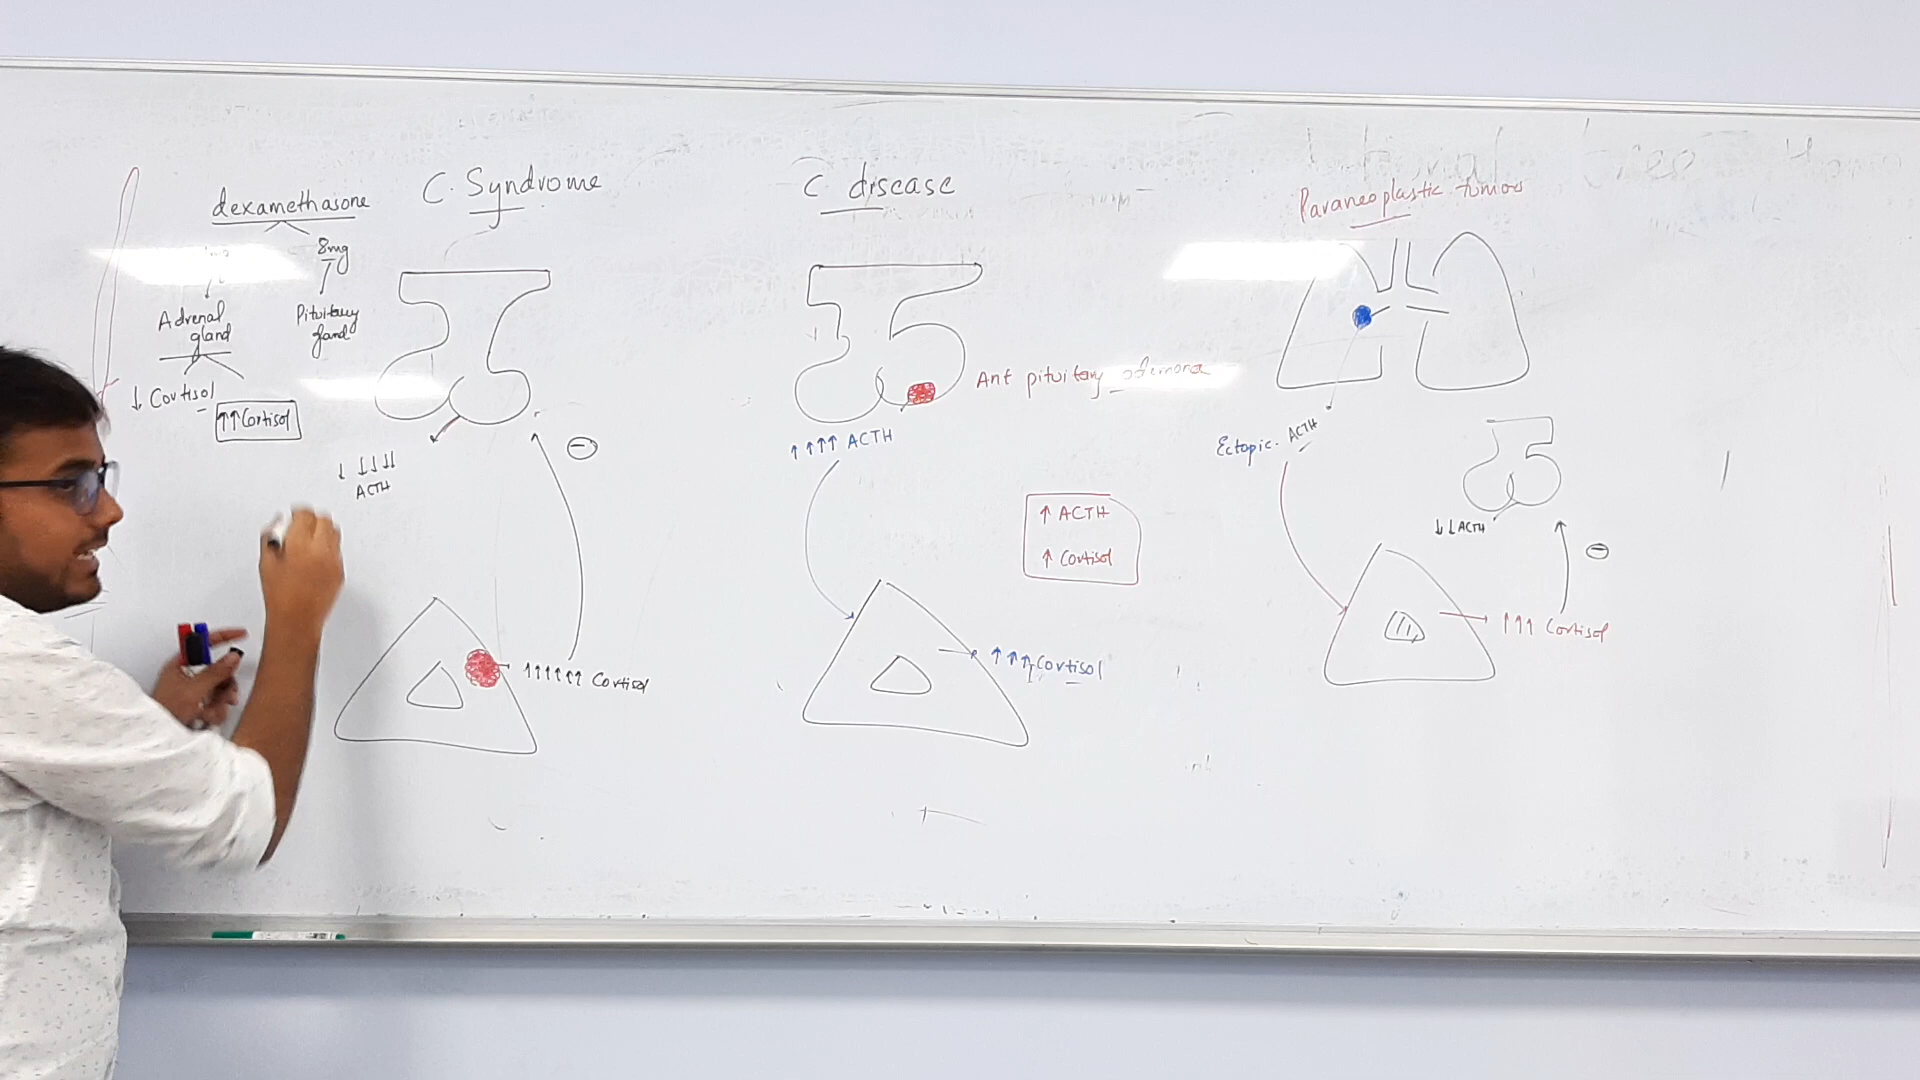 dexamethasone
8mg
Adrenal
gland
Pituitary
gland
↓ Cortisol
↑↑ Cortisol
C. Syndrome
↓ ↓↓↓↓
ACTH
⊖
↑↑↑↑↑↑ Cortisol
C disease
Ant pituitary
↑↑↑↑ ACTH
↑ ACTH
↑ Cortisol
↑↑↑ Cortisol
Paraneoplastic tumors
Ectopic. ACTH
↓↓ ACTH
⊖
↑↑↑ Cortisol